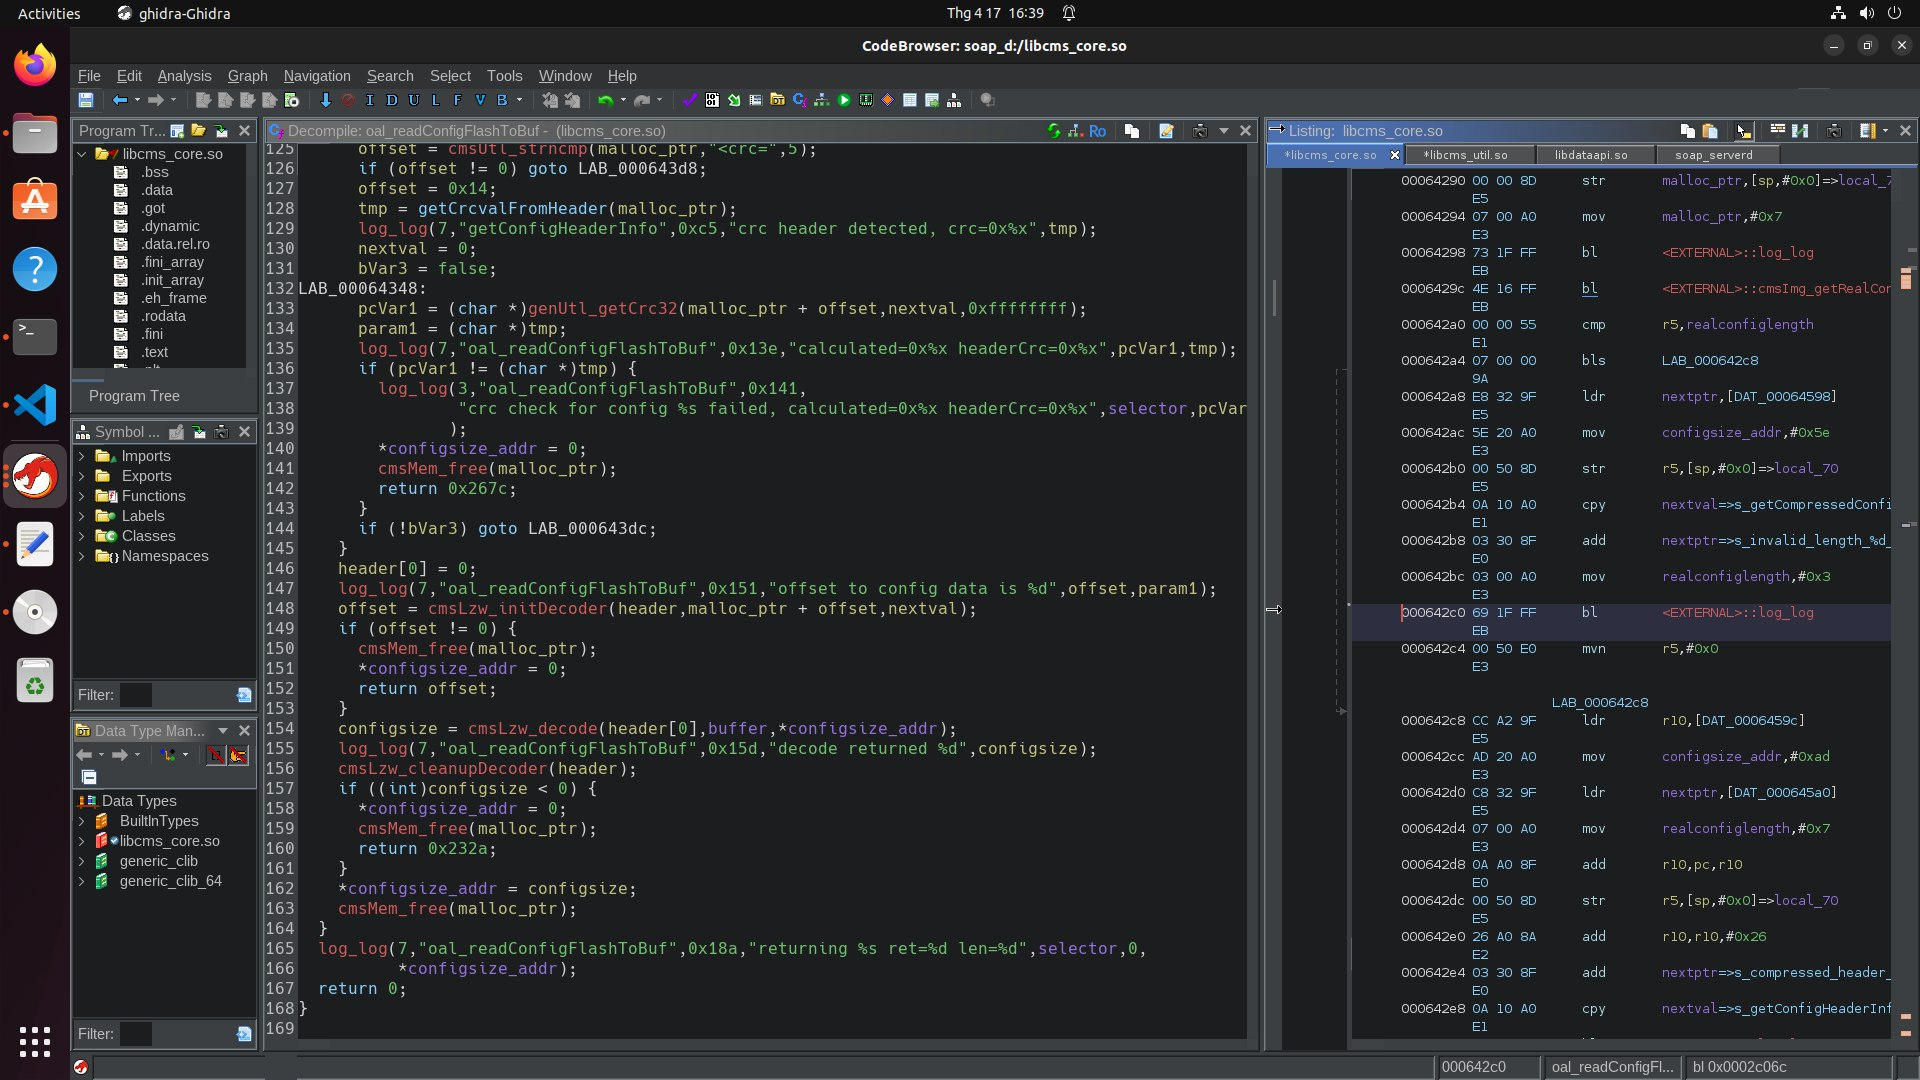 Activities
ghidra-Ghidra
Thg 4 17 16:39
CodeBrowser: soap_d:/libcms_core.so
File Edit Analysis Graph Navigation Search Select Tools Window Help
I D U L F V B
Program Tr...
libcms_core.so
.bss
.data
.got
.dynamic
.data.rel.ro
.fini_array
.init_array
.eh_frame
.rodata
.fini
.text
Program Tree
Symbol ...
Imports
Exports
Functions
Labels
Classes
Namespaces
Filter:
Data Type Man...
Data Types
BuiltInTypes
libcms_core.so
generic_clib
generic_clib_64
Filter:
Decompile: oal_readConfigFlashToBuf - (libcms_core.so)
Ro
125 offset = cmsUtl_strncmp(malloc_ptr,"<crc=",5);
126 if (offset != 0) goto LAB_000643d8;
127 offset = 0x14;
128 tmp = getCrcvalFromHeader(malloc_ptr);
129 log_log(7,"getConfigHeaderInfo",0xc5,"crc header detected, crc=0x%x",tmp);
130 nextval = 0;
131 bVar3 = false;
132 LAB_00064348:
133 pcVar1 = (char *)genUtl_getCrc32(malloc_ptr + offset,nextval,0xffffffff);
134 param1 = (char *)tmp;
135 log_log(7,"oal_readConfigFlashToBuf",0x13e,"calculated=0x%x headerCrc=0x%x",pcVar1,tmp);
136 if (pcVar1 != (char *)tmp) {
137 log_log(3,"oal_readConfigFlashToBuf",0x141,
138 "crc check for config %s failed, calculated=0x%x headerCrc=0x%x",selector,pcVar
139 );
140 *configsize_addr = 0;
141 cmsMem_free(malloc_ptr);
142 return 0x267c;
143 }
144 if (!bVar3) goto LAB_000643dc;
145 }
146 header[0] = 0;
147 log_log(7,"oal_readConfigFlashToBuf",0x151,"offset to config data is %d",offset,param1);
148 offset = cmsLzw_initDecoder(header,malloc_ptr + offset,nextval);
149 if (offset != 0) {
150 cmsMem_free(malloc_ptr);
151 *configsize_addr = 0;
152 return offset;
153 }
154 configsize = cmsLzw_decode(header[0],buffer,*configsize_addr);
155 log_log(7,"oal_readConfigFlashToBuf",0x15d,"decode returned %d",configsize);
156 cmsLzw_cleanupDecoder(header);
157 if ((int)configsize < 0) {
158 *configsize_addr = 0;
159 cmsMem_free(malloc_ptr);
160 return 0x232a;
161 }
162 *configsize_addr = configsize;
163 cmsMem_free(malloc_ptr);
164 }
165 log_log(7,"oal_readConfigFlashToBuf",0x18a,"returning %s ret=%d len=%d",selector,0,
166 *configsize_addr);
167 return 0;
168 }
169
Listing: libcms_core.so
*libcms_core.so *libcms_util.so libdataapi.so soap_serverd
00064290 00 00 8D str malloc_ptr,[sp,#0x0]=>local_7
E5
00064294 07 00 A0 mov malloc_ptr,#0x7
E3
00064298 73 1F FF bl <EXTERNAL>::log_log
EB
0006429c 4E 16 FF bl <EXTERNAL>::cmsImg_getRealCor
EB
000642a0 00 00 55 cmp r5,realconfiglength
E1
000642a4 07 00 00 bls LAB_000642c8
9A
000642a8 E8 32 9F ldr nextptr,[DAT_00064598]
E5
000642ac 5E 20 A0 mov configsize_addr,#0x5e
E3
000642b0 00 50 8D str r5,[sp,#0x0]=>local_70
E5
000642b4 0A 10 A0 cpy nextval=>s_getCompressedConfi
E1
000642b8 03 30 8F add nextptr=>s_invalid_length_%d_
E0
000642bc 03 00 A0 mov realconfiglength,#0x3
E3
000642c0 69 1F FF bl <EXTERNAL>::log_log
EB
000642c4 00 50 E0 mvn r5,#0x0
E3
LAB_000642c8
000642c8 CC A2 9F ldr r10,[DAT_0006459c]
E5
000642cc AD 20 A0 mov configsize_addr,#0xad
E3
000642d0 C8 32 9F ldr nextptr,[DAT_000645a0]
E5
000642d4 07 00 A0 mov realconfiglength,#0x7
E3
000642d8 0A A0 8F add r10,pc,r10
E0
000642dc 00 50 8D str r5,[sp,#0x0]=>local_70
E5
000642e0 26 A0 8A add r10,r10,#0x26
E2
000642e4 03 30 8F add nextptr=>s_compressed_header_
E0
000642e8 0A 10 A0 cpy nextval=>s_getConfigHeaderInf
E1
000642c0 oal_readConfigFl... bl 0x0002c06c